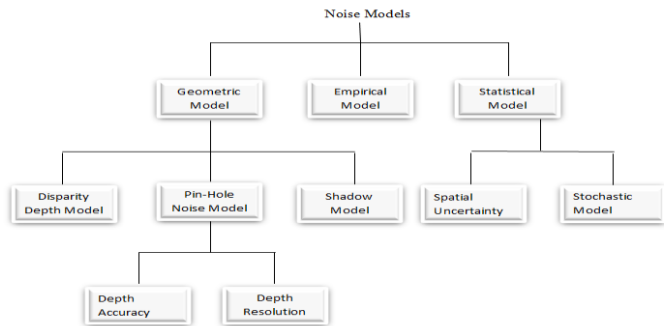 Noise Models
Geometric
Model
Empirical
Model
Statistical
Model
Disparity
Depth Model
Pin-Hole
Noise Model
Shadow
Model
Spatial
Uncertainty
Stochastic
Model
Depth
Accuracy
Depth
Resolution